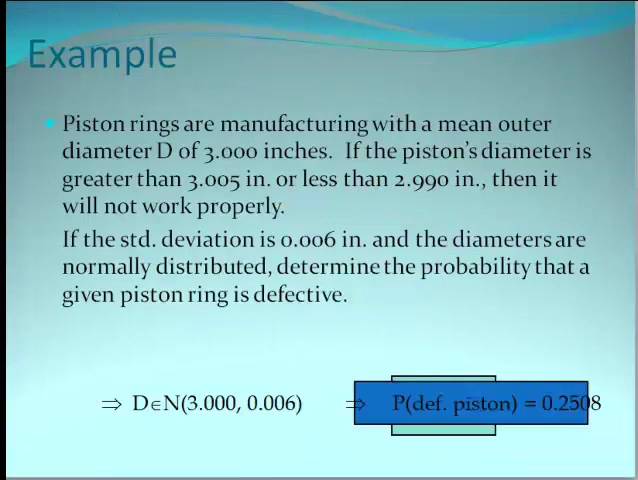 Example
Piston rings are manufacturing with a mean outer
diameter D of 3.000 inches. If the piston's diameter is
greater than 3.005 in. or less than 2.990 in., then it
will not work properly.
If the std. deviation is 0.006 in. and the diameters are
normally distributed, determine the probability that a
given piston ring is defective.
⇒ D∈N(3.000, 0.006) ⇒ P(def. piston) = 0.2508